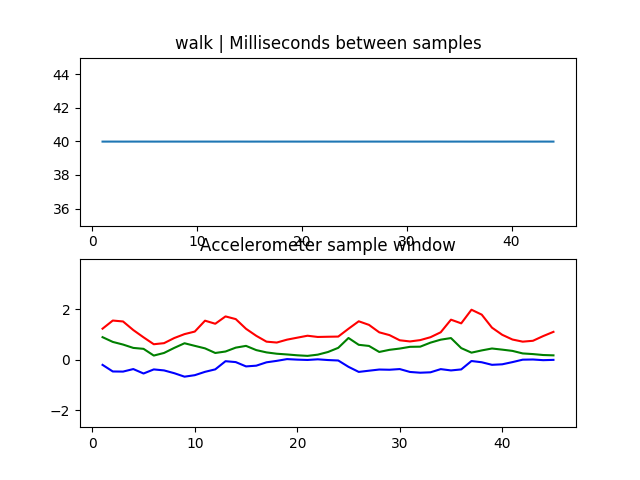 walk | Milliseconds between samples
44
42
40
38
36
0 10 20 30 40
Accelerometer sample window
2
0
−2
0 10 20 30 40